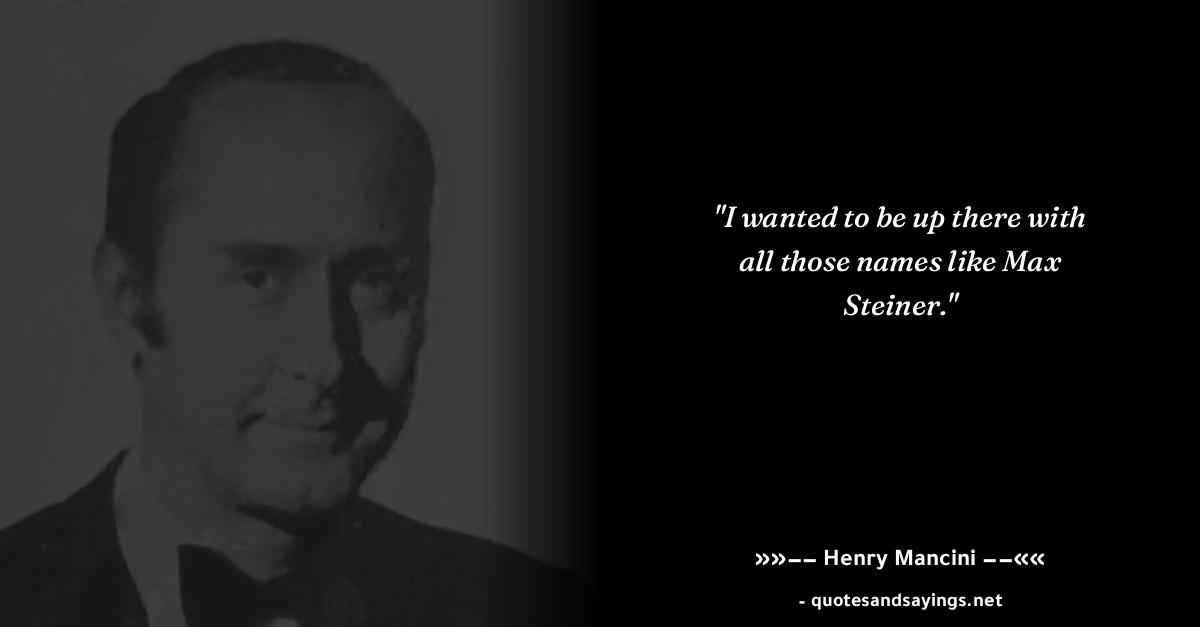 "I wanted to be up there with
all those names like Max
Steiner."
»»−− Henry Mancini −−««
- quotesandsayings.net